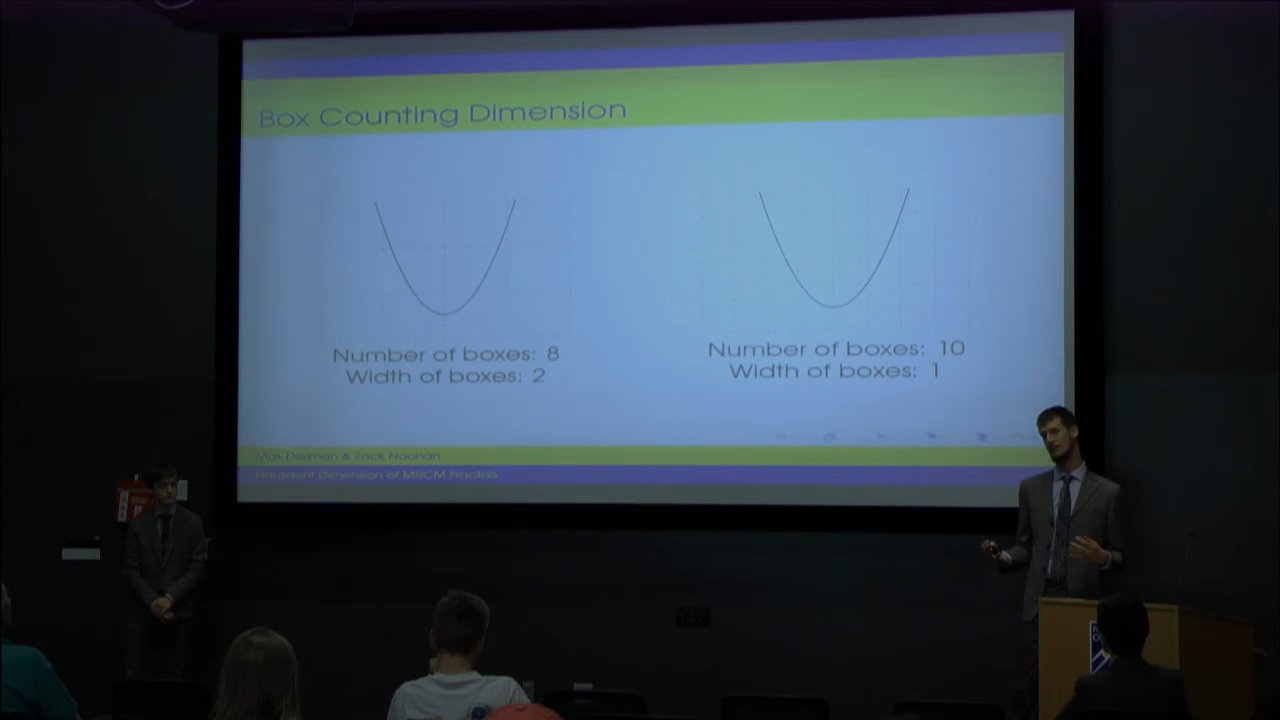 Box Counting Dimension
Number of boxes: 8
Width of boxes: 2
Number of boxes: 10
Width of boxes: 1
Max Dielman & Zack Noonan
Hausdorff Dimension of MRCM Fractals